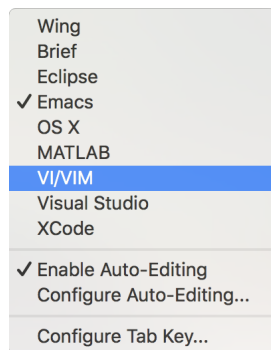 Wing
Brief
Eclipse
✓ Emacs
OS X
MATLAB
VI/VIM
Visual Studio
XCode
✓ Enable Auto-Editing
Configure Auto-Editing...
Configure Tab Key...